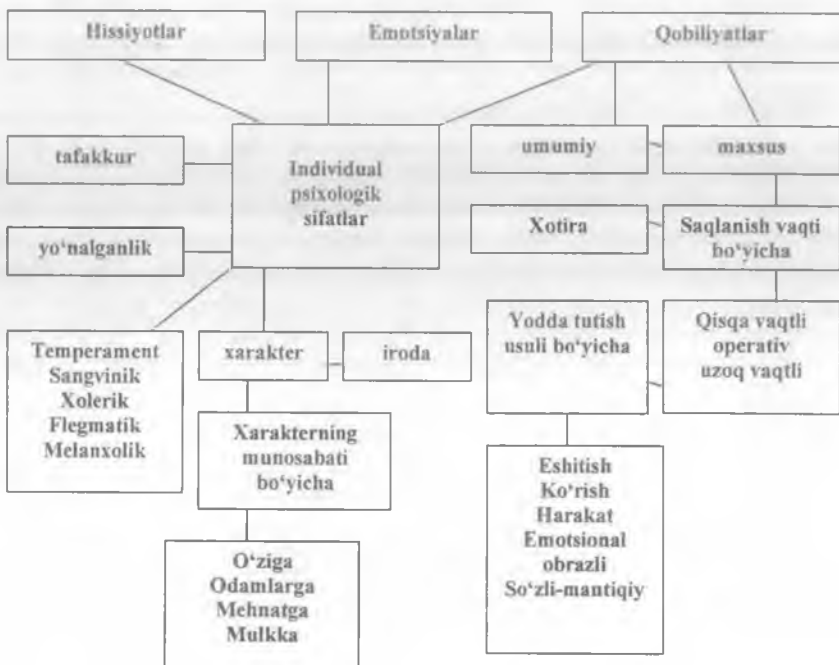 Hissiyotlar
Emotsiyalar
Qobiliyatlar
tafakkur
Individual
psixologik
sifatlar
umumiy
maxsus
yo‘nalganlik
Xotira
Saqlanish vaqti
bo‘yicha
Temperament
Sangvinik
Xolerik
Flegmatik
Melanxolik
xarakter
iroda
Yodda tutish
usuli bo‘yicha
Qisqa vaqtli
operativ
uzoq vaqtli
Xarakterning
munosabati
bo‘yicha
Eshitish
Ko‘rish
Harakat
Emotsional
obrazli
So‘zli-mantiqiy
O‘ziga
Odamlarga
Mehnatga
Mulkka